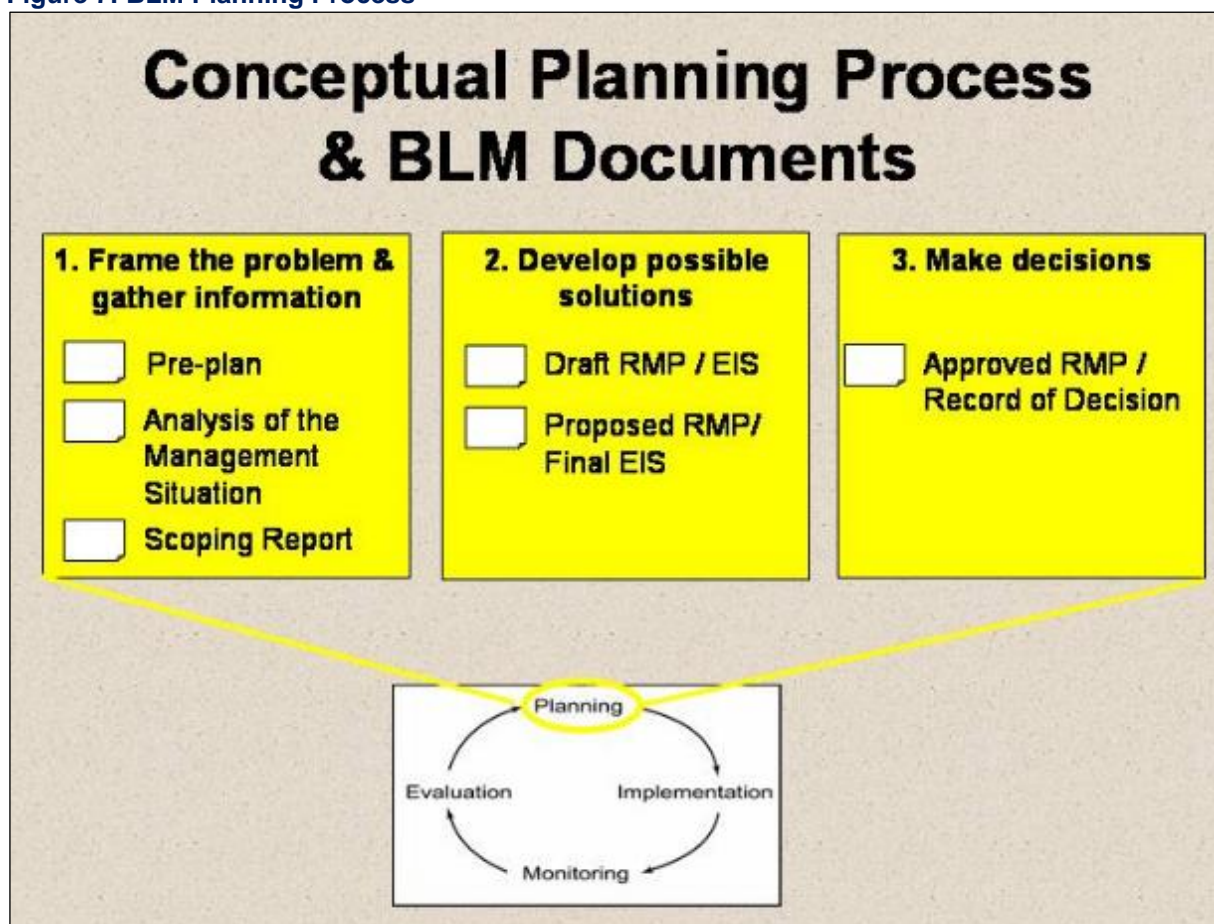 Conceptual Planning Process
& BLM Documents
1. Frame the problem &
gather information
Pre-plan
Analysis of the
Management
Situation
Scoping Report
2. Develop possible
solutions
Draft RMP / EIS
Proposed RMP/
Final EIS
3. Make decisions
Approved RMP /
Record of Decision
Planning
Evaluation
Implementation
Monitoring